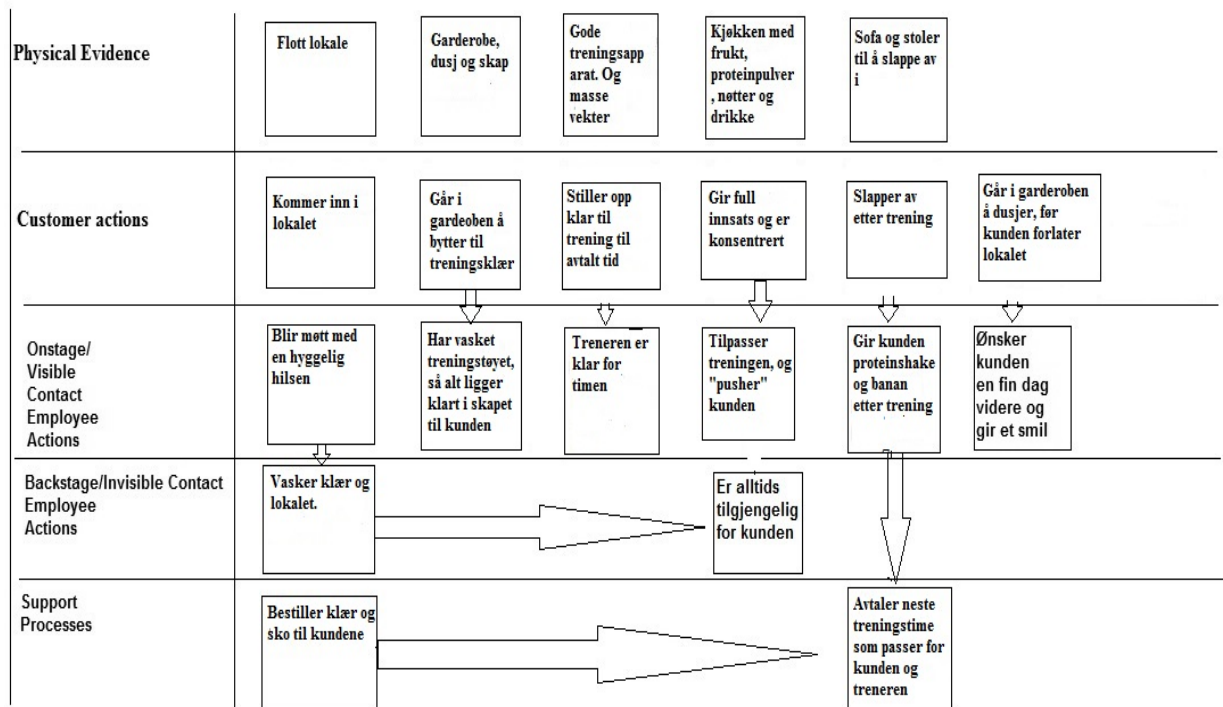 Physical Evidence
Flott lokale
Garderobe,
dusj og skap
Gode
treningsapp
arat. Og
masse
vekter
Kjøkken med
frukt,
proteinpulver
, nøtter og
drikke
Sofa og stoler
til å slappe av
i
Customer actions
Kommer inn i
lokalet
Går i
gardeoben å
bytter til
treningsklær
Stiller opp
klar til
trening til
avtalt tid
Gir full
innsats og er
konsentrert
Slapper av
etter trening
Går i garderoben
å dusjer, før
kunden forlater
lokalet
Onstage/
Visible
Contact
Employee
Actions
Blir møtt med
en hyggelig
hilsen
Har vasket
treningstøyet,
så alt ligger
klart i skapet
til kunden
Treneren er
klar for
timen
Tilpasser
treningen, og
"pusher"
kunden
Gir kunden
proteinshake
og banan
etter trening
Ønsker
kunden
en fin dag
videre og
gir et smil
Backstage/Invisible Contact
Employee
Actions
Vasker klær og
lokalet.
Er alltids
tilgjengelig
for kunden
Support
Processes
Bestiller klær og
sko til kundene
Avtaler neste
treningstime
som passer for
kunden og
treneren